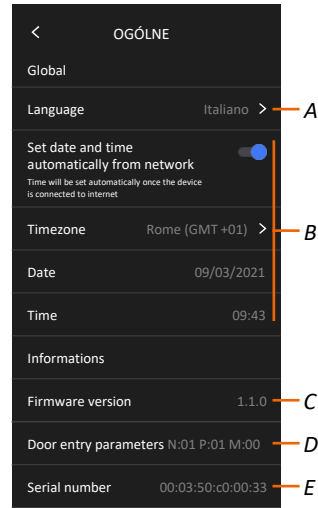 OGÓLNE
Global
Language Italiano A
Set date and time
automatically from network
Time will be set automatically once the device
is connected to internet
Timezone Rome (GMT +01) B
Date 09/03/2021
Time 09:43
Informations
Firmware version 1.1.0 C
Door entry parameters N:01 P:01 M:00 D
Serial number 00:03:50:c0:00:33 E